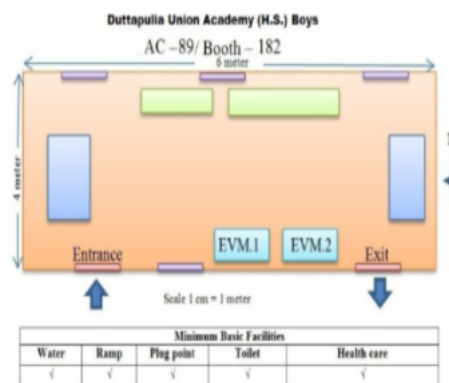 Duttapulia Union Academy (H.S.) Boys
AC –89/ Booth – 182
6 meter
4 meter
EVM.1 EVM.2
Entrance Exit
Scale 1 cm = 1 meter
Minimum Basic Facilities
Water Ramp Plug point Toilet Health care
√ √ √ √ √